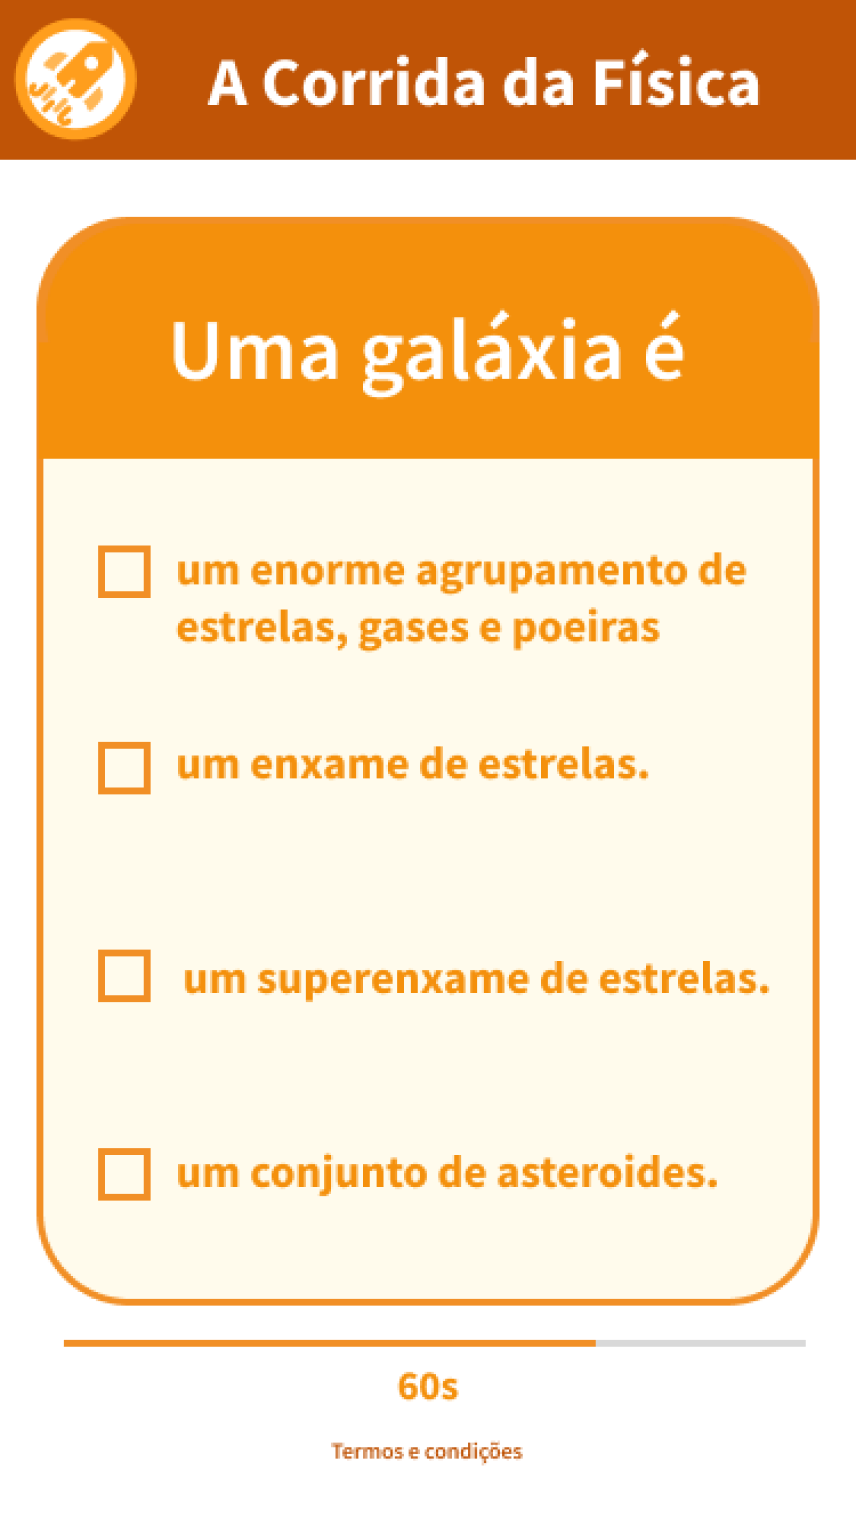 A Corrida da Física
Uma galáxia é
um enorme agrupamento de
estrelas, gases e poeiras
um enxame de estrelas.
um superenxame de estrelas.
um conjunto de asteroides.
60s
Termos e condições